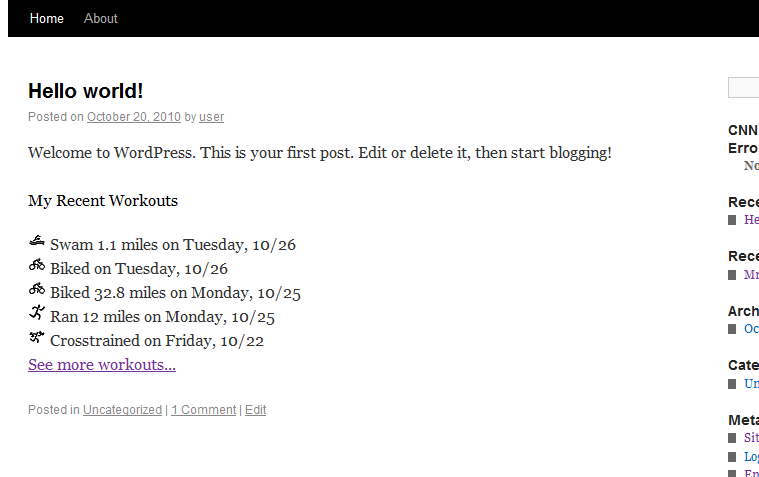 Home About
Hello world!
Posted on October 20, 2010 by user
Welcome to WordPress. This is your first post. Edit or delete it, then start blogging!
My Recent Workouts
Swam 1.1 miles on Tuesday, 10/26
Biked on Tuesday, 10/26
Biked 32.8 miles on Monday, 10/25
Ran 12 miles on Monday, 10/25
Crosstrained on Friday, 10/22
See more workouts...
Posted in Uncategorized | 1 Comment | Edit
CNN
Erro
No
Rece
He
Rece
Mr
Arch
Oc
Cate
Un
Meta
Sit
Log
En